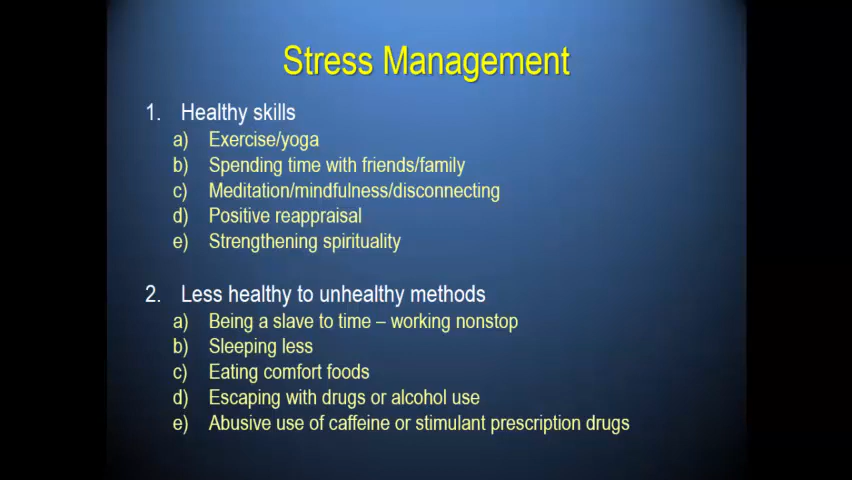 Stress Management
1. Healthy skills
a) Exercise/yoga
b) Spending time with friends/family
c) Meditation/mindfulness/disconnecting
d) Positive reappraisal
e) Strengthening spirituality
2. Less healthy to unhealthy methods
a) Being a slave to time – working nonstop
b) Sleeping less
c) Eating comfort foods
d) Escaping with drugs or alcohol use
e) Abusive use of caffeine or stimulant prescription drugs